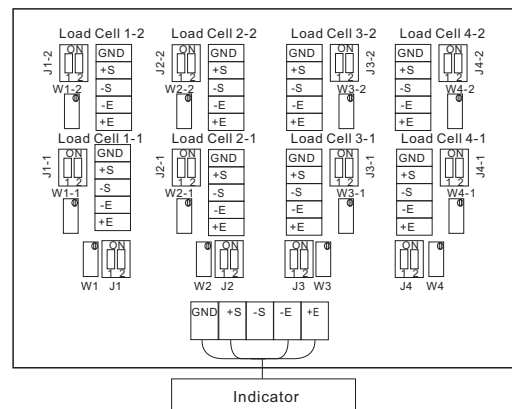 Load Cell 1-2 Load Cell 2-2 Load Cell 3-2 Load Cell 4-2
J1-2 ON 1 2 GND J2-2 ON 1 2 GND GND ON 1 2 J3-2 GND ON 1 2 J4-2
+S +S +S +S
W1-2 -S W2-2 -S -S W3-2 -S W4-2
-E -E -E -E
+E +E +E +E
Load Cell 1-1 Load Cell 2-1 Load Cell 3-1 Load Cell 4-1
J1-1 ON 1 2 GND J2-1 ON 1 2 GND GND ON 1 2 J3-1 GND ON 1 2 J4-1
+S +S +S +S
W1-1 -S W2-1 -S -S W3-1 -S W4-1
-E -E -E -E
+E +E +E +E
ON 1 2 ON 1 2 ON 1 2 ON 1 2
W1 J1 W2 J2 J3 W3 J4 W4
GND +S -S -E +E
Indicator